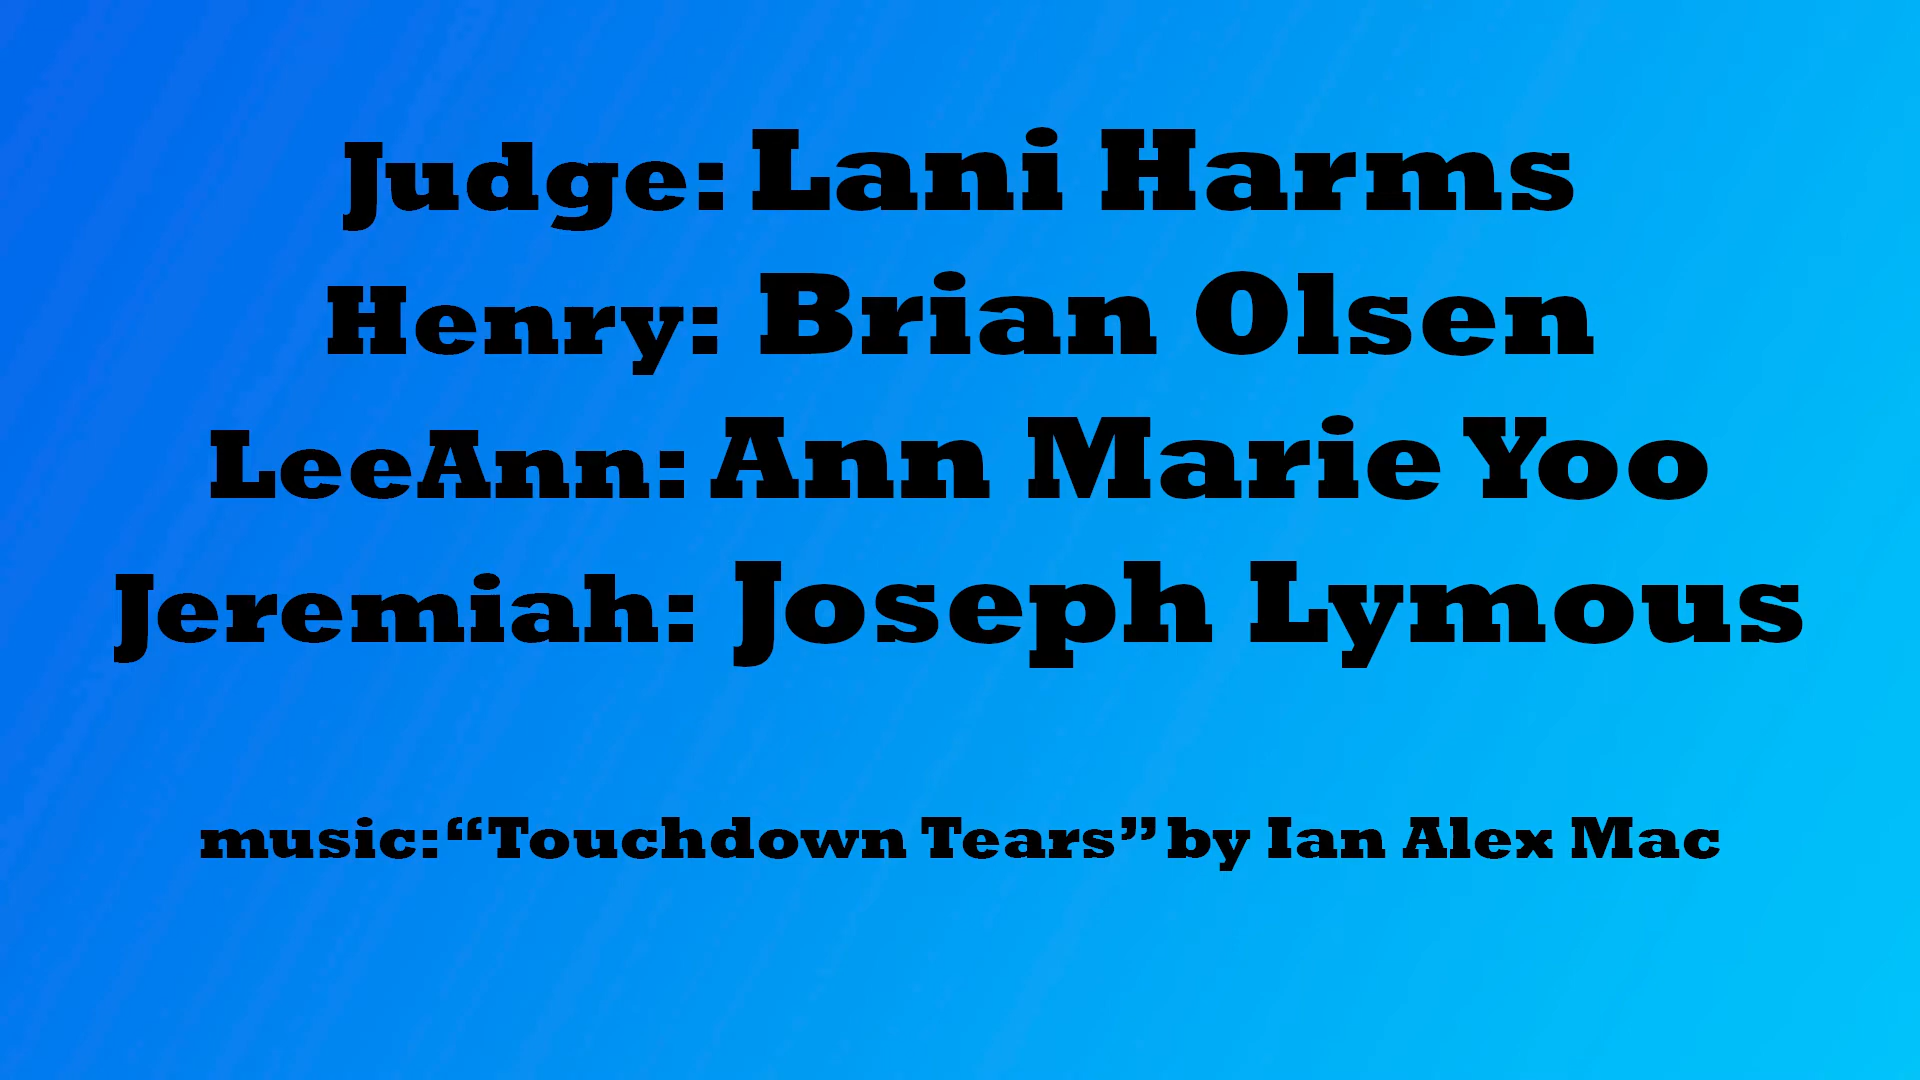 Judge: Lani Harms
Henry: Brian Olsen
LeeAnn: Ann Marie Yoo
Jeremiah: Joseph Lymous
music: “Touchdown Tears” by Ian Alex Mac